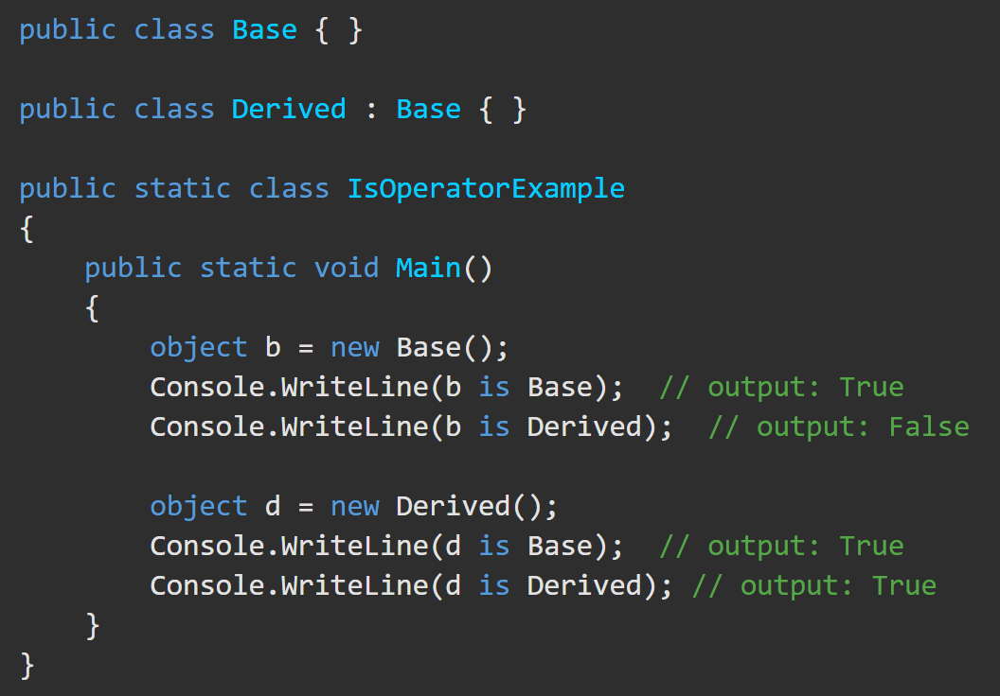 public class Base { }
public class Derived : Base { }
public static class IsOperatorExample
{
    public static void Main()
    {
        object b = new Base();
        Console.WriteLine(b is Base);  // output: True
        Console.WriteLine(b is Derived);  // output: False
        object d = new Derived();
        Console.WriteLine(d is Base);  // output: True
        Console.WriteLine(d is Derived); // output: True
    }
}